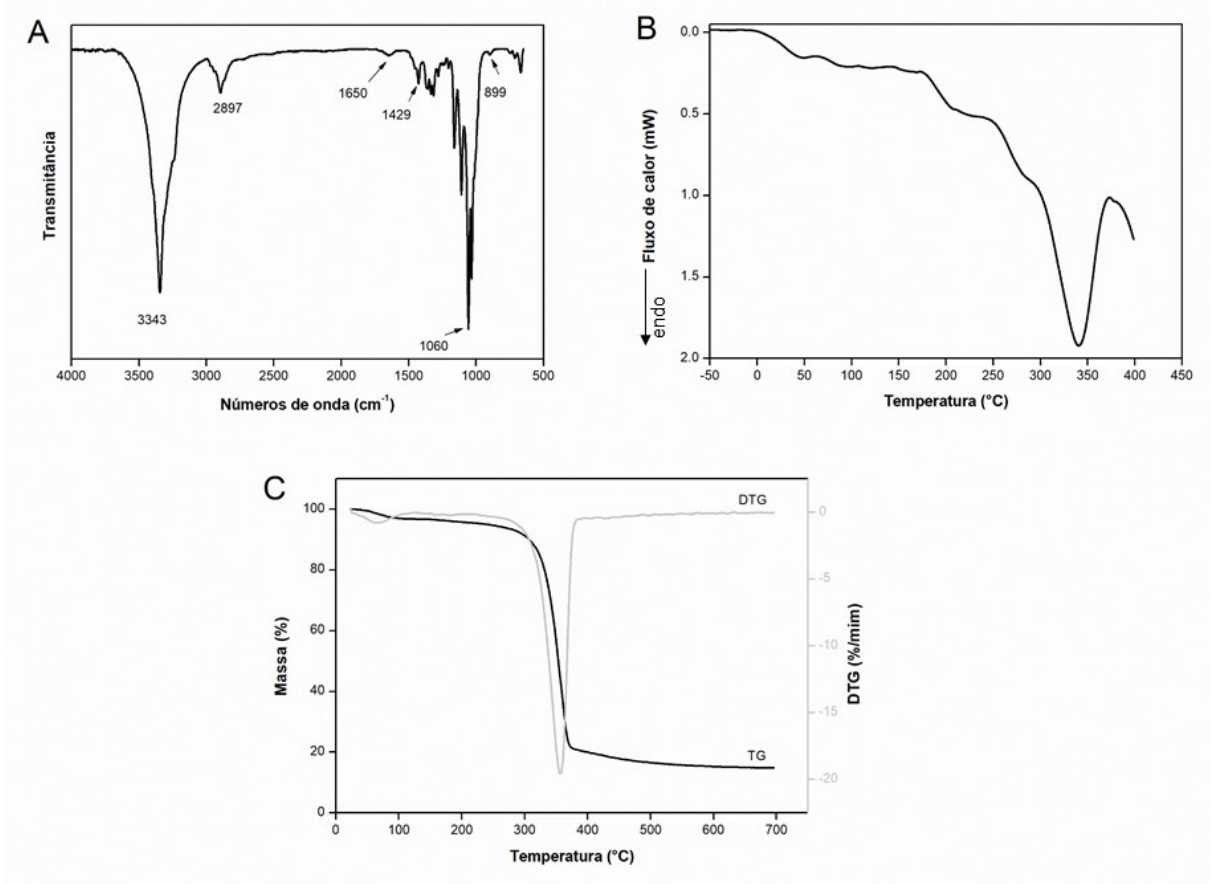 A
Transmitância
3343
2897
1650
1429
1060
899
4000 3500 3000 2500 2000 1500 1000 500
Números de onda (cm-1)
B
endo Fluxo de calor (mW)
0.0
0.5
1.0
1.5
2.0
-50 0 50 100 150 200 250 300 350 400 450
Temperatura (°C)
C
Massa (%)
100
80
60
40
20
0
DTG
TG
0
-5
-10
-15
-20
DTG (%/mim)
0 100 200 300 400 500 600 700
Temperatura (°C)